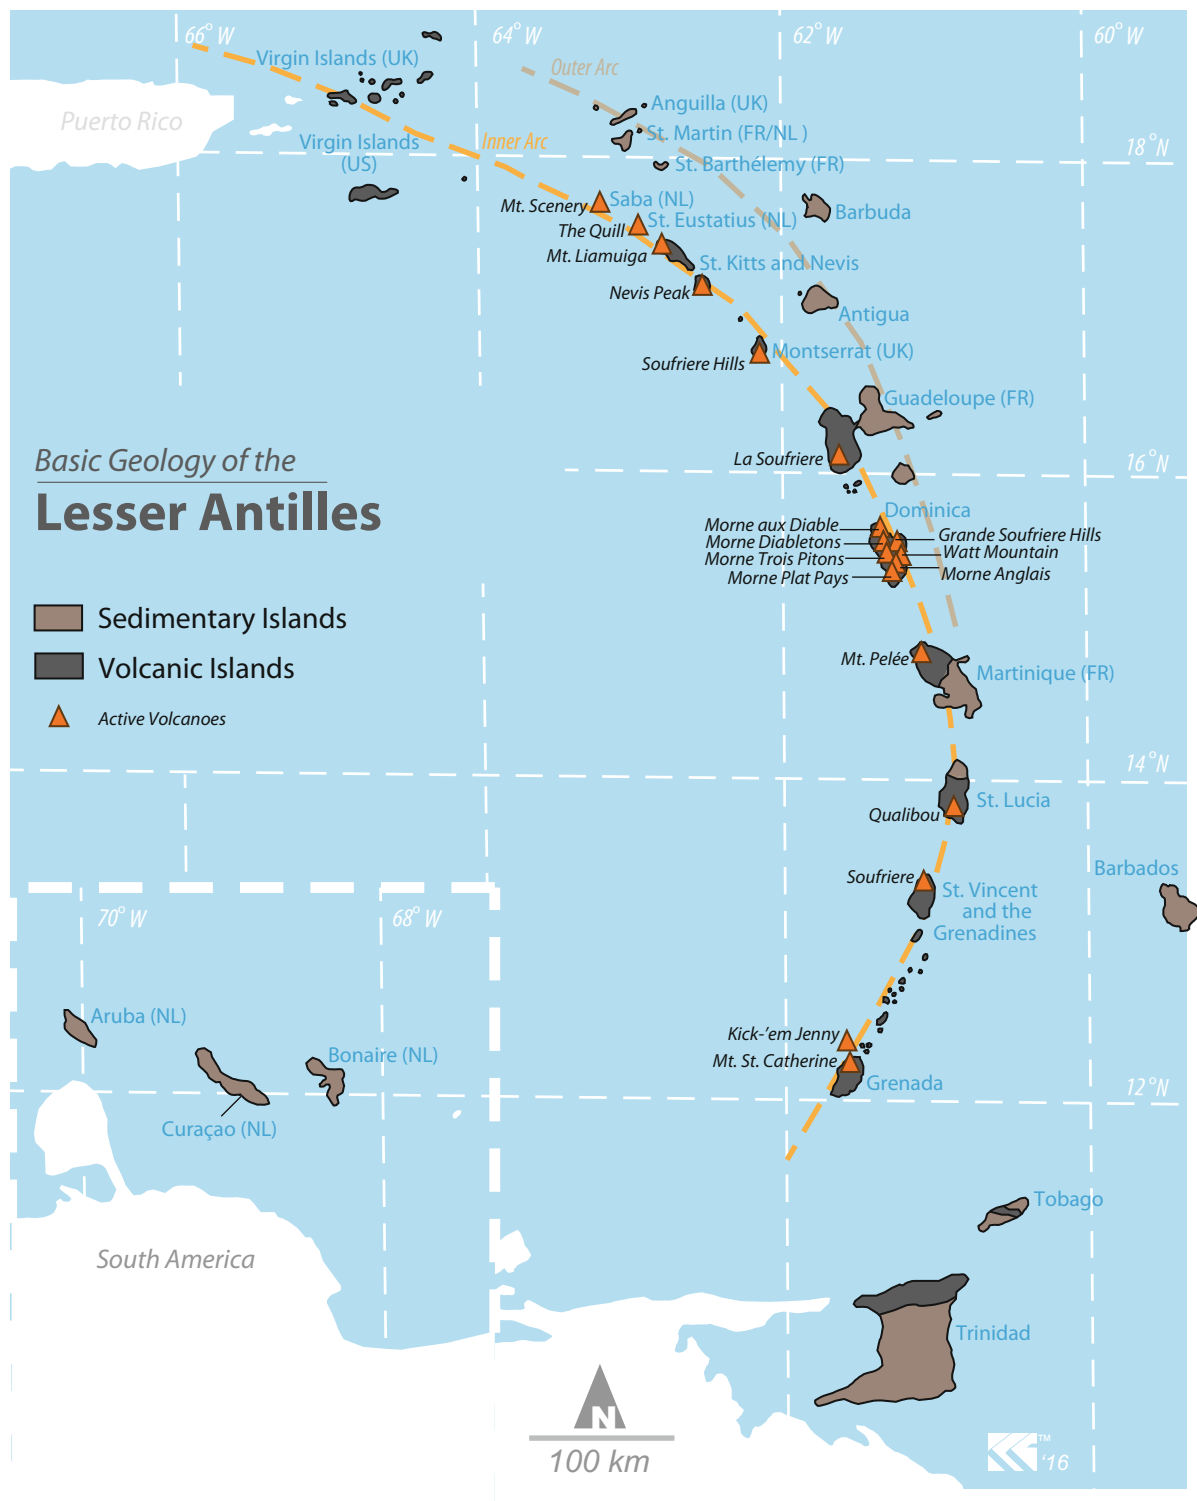 66° W
64° W
62° W
60° W
Virgin Islands (UK)
Outer Arc
Anguilla (UK)
Puerto Rico
Virgin Islands
(US)
Inner Arc
St. Martin (FR/NL )
18° N
St. Barthélemy (FR)
Mt. Scenery
Saba (NL)
Barbuda
The Quill
St. Eustatius (NL)
Mt. Liamuiga
St. Kitts and Nevis
Nevis Peak
Antigua
Soufriere Hills
Montserrat (UK)
Guadeloupe (FR)
La Soufriere
16° N
Basic Geology of the
Lesser Antilles
Dominica
Morne aux Diable
Grande Soufriere Hills
Morne Diabletons
Watt Mountain
Morne Trois Pitons
Morne Anglais
Morne Plat Pays
Sedimentary Islands
Volcanic Islands
Active Volcanoes
Mt. Pelée
Martinique (FR)
14° N
Qualibou
St. Lucia
Barbados
Soufriere
St. Vincent
and the
Grenadines
70° W
68° W
Aruba (NL)
Bonaire (NL)
Curaçao (NL)
Kick-'em Jenny
Mt. St. Catherine
Grenada
12° N
Tobago
South America
Trinidad
N
100 km
TM
'16